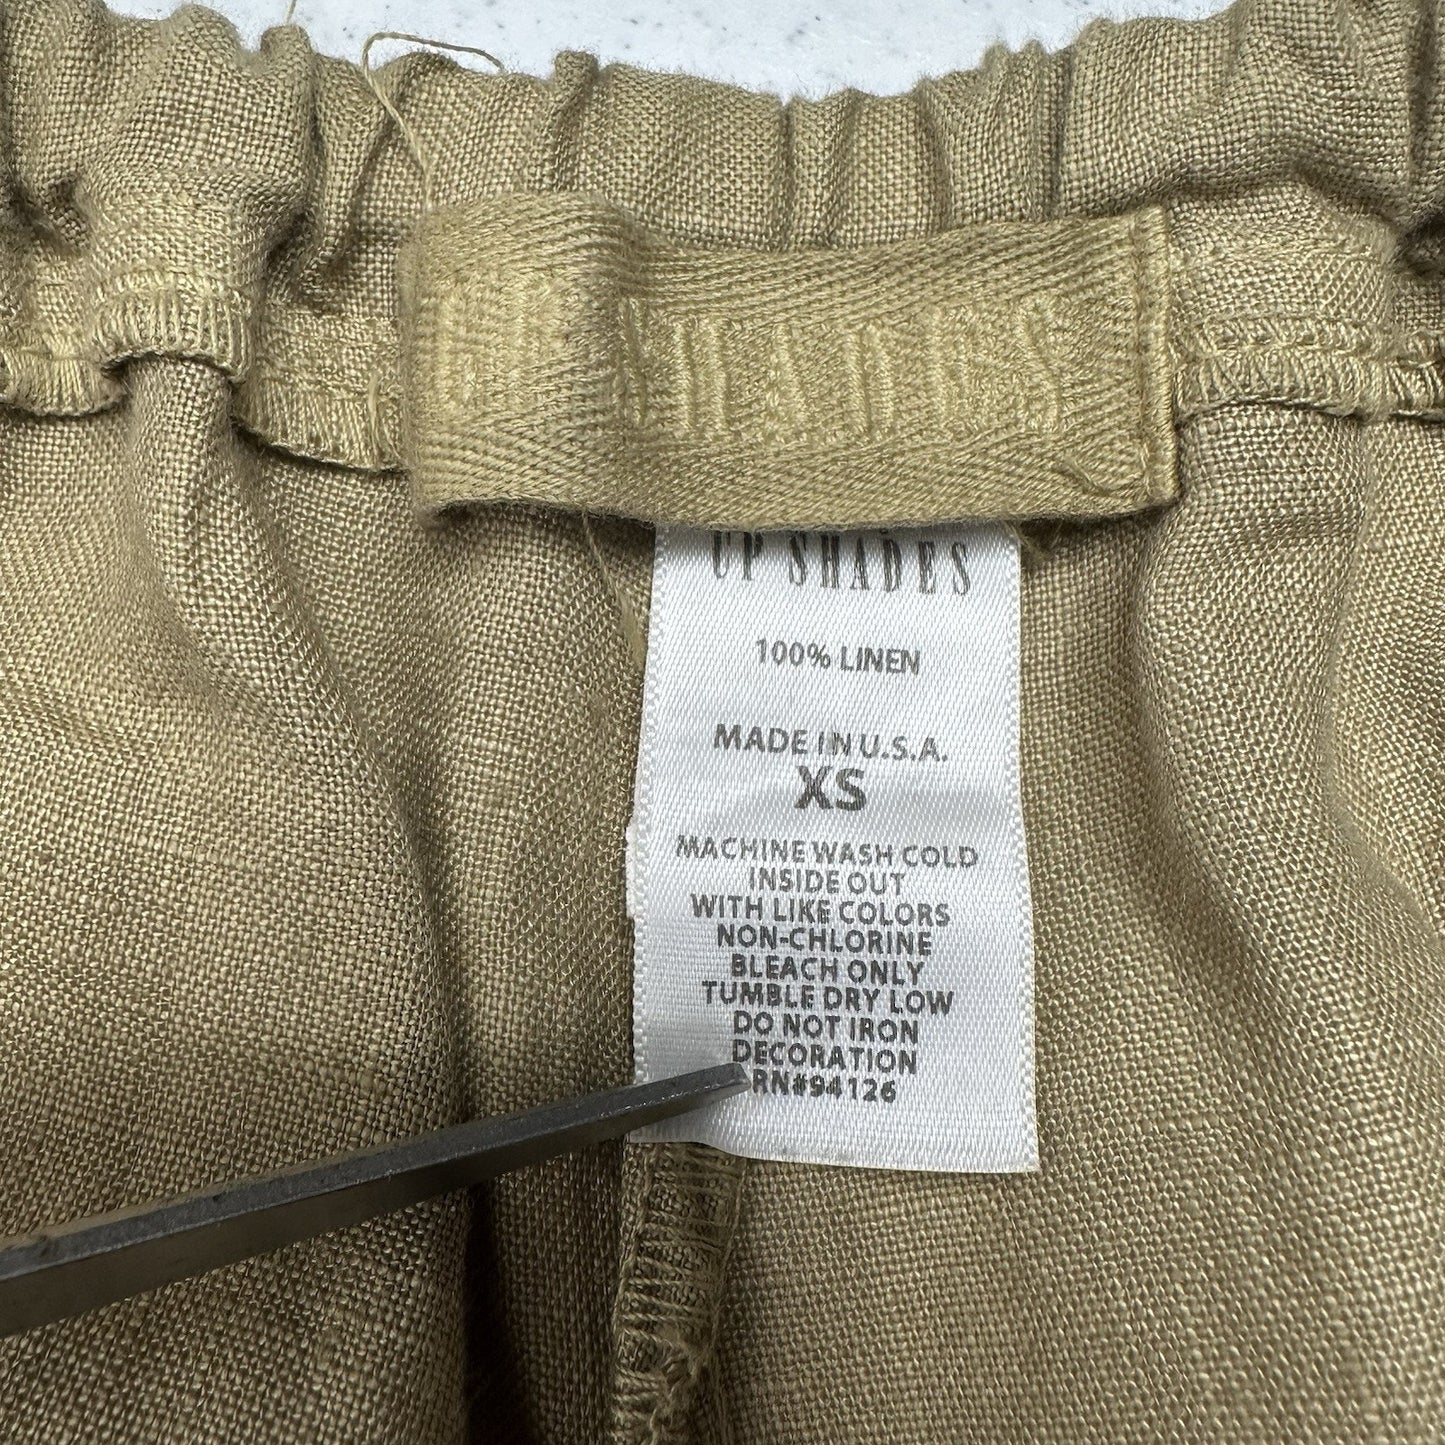 SHADES
UP SHADES
100% LINEN
MADE IN U.S.A.
XS
MACHINE WASH COLD
INSIDE OUT
WITH LIKE COLORS
NON-CHLORINE
BLEACH ONLY
TUMBLE DRY LOW
DO NOT IRON
DECORATION
RN#94126